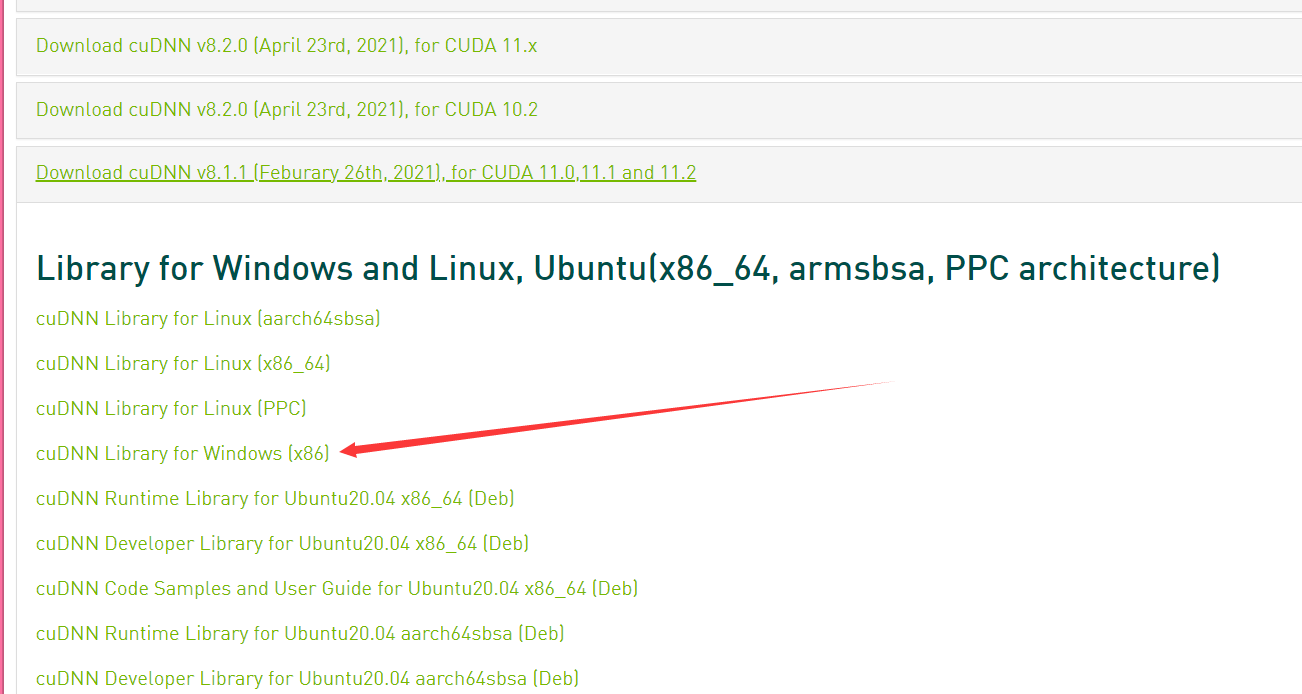 Download cuDNN v8.2.0 (April 23rd, 2021), for CUDA 11.x
Download cuDNN v8.2.0 (April 23rd, 2021), for CUDA 10.2
Download cuDNN v8.1.1 (Feburary 26th, 2021), for CUDA 11.0,11.1 and 11.2
Library for Windows and Linux, Ubuntu(x86_64, armsbsa, PPC architecture)
cuDNN Library for Linux (aarch64sbsa)
cuDNN Library for Linux (x86_64)
cuDNN Library for Linux (PPC)
cuDNN Library for Windows (x86)
cuDNN Runtime Library for Ubuntu20.04 x86_64 (Deb)
cuDNN Developer Library for Ubuntu20.04 x86_64 (Deb)
cuDNN Code Samples and User Guide for Ubuntu20.04 x86_64 (Deb)
cuDNN Runtime Library for Ubuntu20.04 aarch64sbsa (Deb)
cuDNN Developer Library for Ubuntu20.04 aarch64sbsa (Deb)